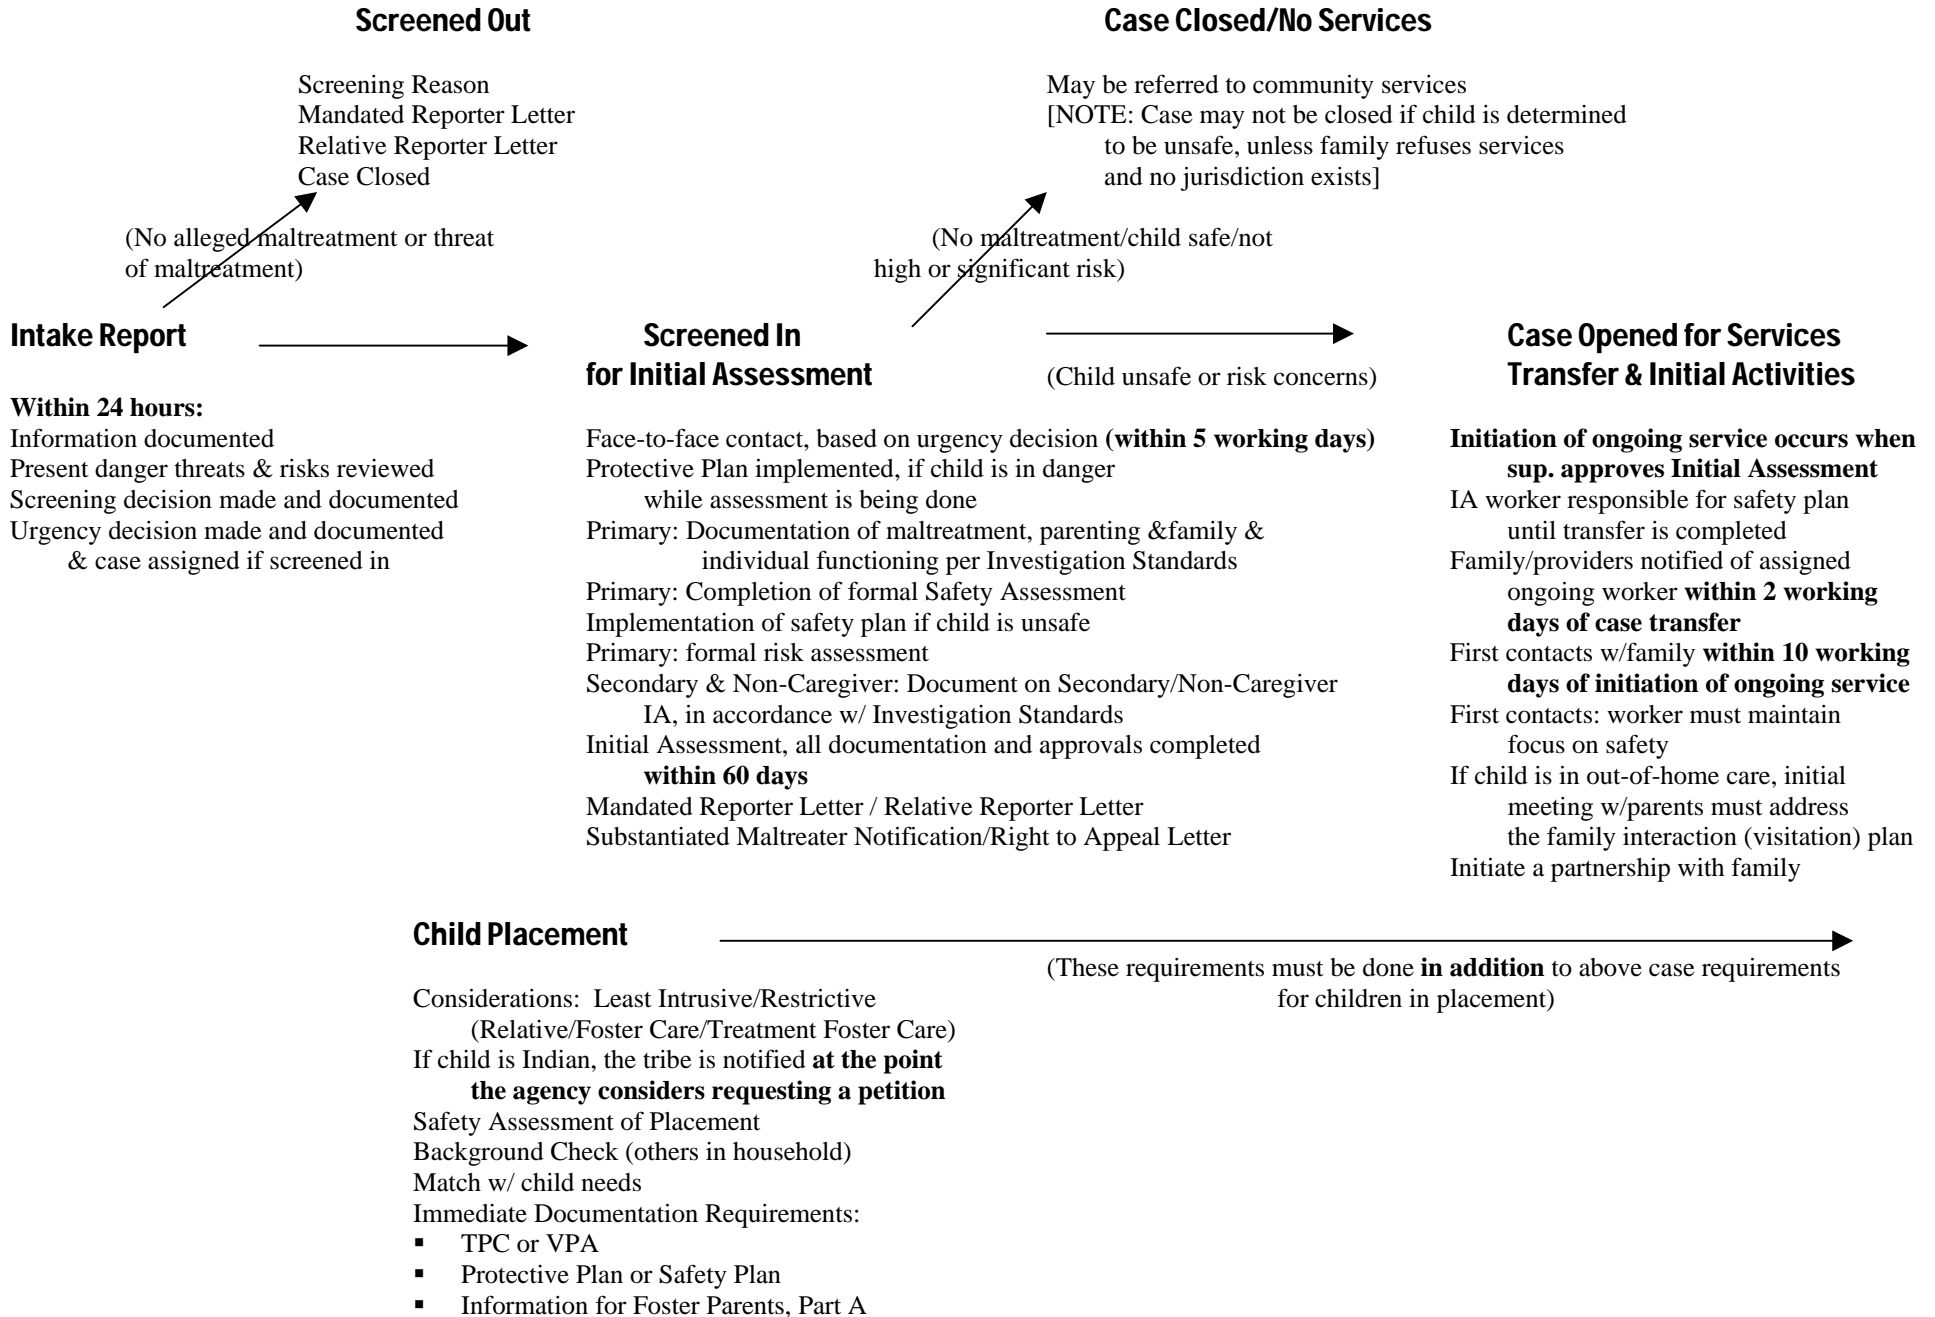 Screened Out
Screening Reason
Mandated Reporter Letter
Relative Reporter Letter
Case Closed
(No alleged maltreatment or threat
of maltreatment)
Case Closed/No Services
May be referred to community services
[NOTE: Case may not be closed if child is determined
to be unsafe, unless family refuses services
and no jurisdiction exists]
(No maltreatment/child safe/not
high or significant risk)
Intake Report
Within 24 hours:
Information documented
Present danger threats & risks reviewed
Screening decision made and documented
Urgency decision made and documented
& case assigned if screened in
Screened In
for Initial Assessment
Face-to-face contact, based on urgency decision (within 5 working days)
Protective Plan implemented, if child is in danger
while assessment is being done
Primary: Documentation of maltreatment, parenting &family &
individual functioning per Investigation Standards
Primary: Completion of formal Safety Assessment
Implementation of safety plan if child is unsafe
Primary: formal risk assessment
Secondary & Non-Caregiver: Document on Secondary/Non-Caregiver
IA, in accordance w/ Investigation Standards
Initial Assessment, all documentation and approvals completed
within 60 days
Mandated Reporter Letter / Relative Reporter Letter
Substantiated Maltreater Notification/Right to Appeal Letter
(Child unsafe or risk concerns)
Case Opened for Services
Transfer & Initial Activities
Initiation of ongoing service occurs when
sup. approves Initial Assessment
IA worker responsible for safety plan
until transfer is completed
Family/providers notified of assigned
ongoing worker within 2 working
days of case transfer
First contacts w/family within 10 working
days of initiation of ongoing service
First contacts: worker must maintain
focus on safety
If child is in out-of-home care, initial
meeting w/parents must address
the family interaction (visitation) plan
Initiate a partnership with family
Child Placement
(These requirements must be done in addition to above case requirements
for children in placement)
Considerations: Least Intrusive/Restrictive
(Relative/Foster Care/Treatment Foster Care)
If child is Indian, the tribe is notified at the point
the agency considers requesting a petition
Safety Assessment of Placement
Background Check (others in household)
Match w/ child needs
Immediate Documentation Requirements:
▪ TPC or VPA
▪ Protective Plan or Safety Plan
▪ Information for Foster Parents, Part A